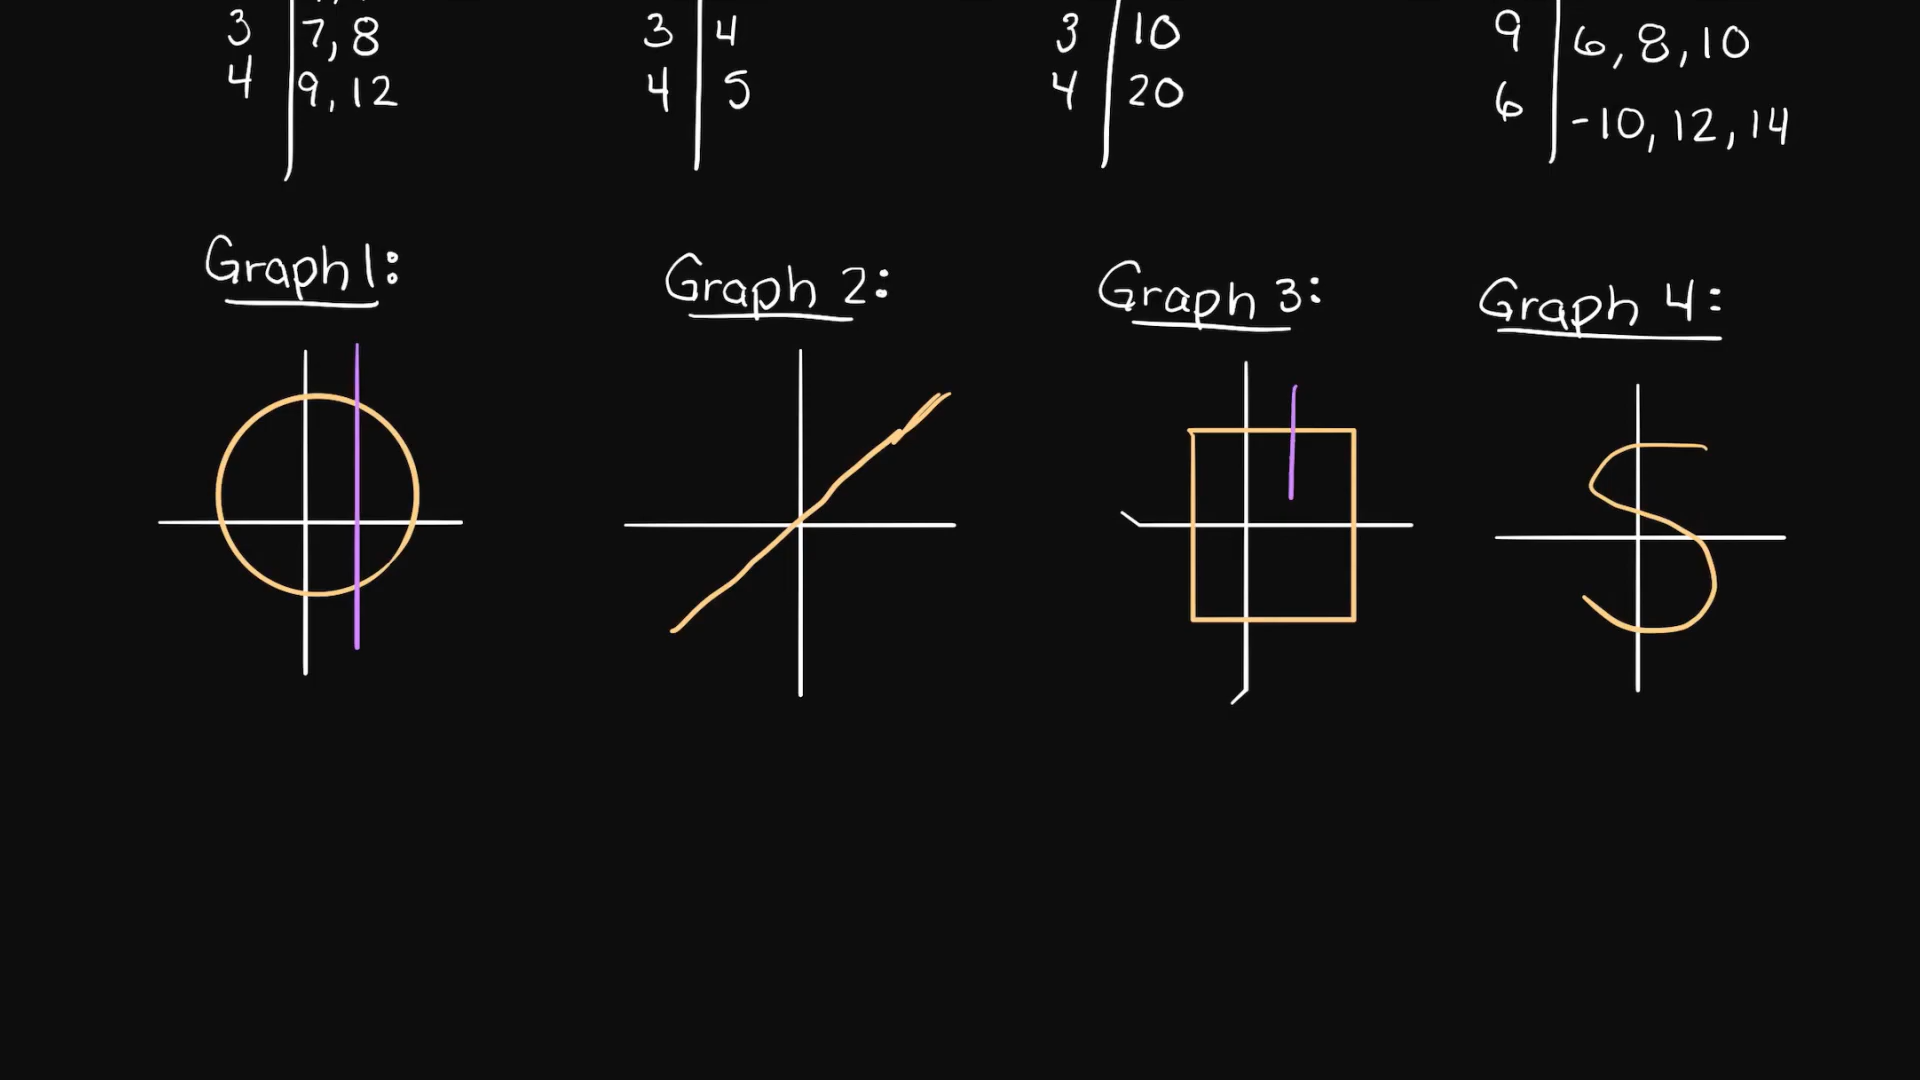 3 7, 8
4 9, 12
3 4
4 5
3 10
4 20
9 6, 8, 10
6 -10, 12, 14
Graph 1:
Graph 2:
Graph 3:
Graph 4: